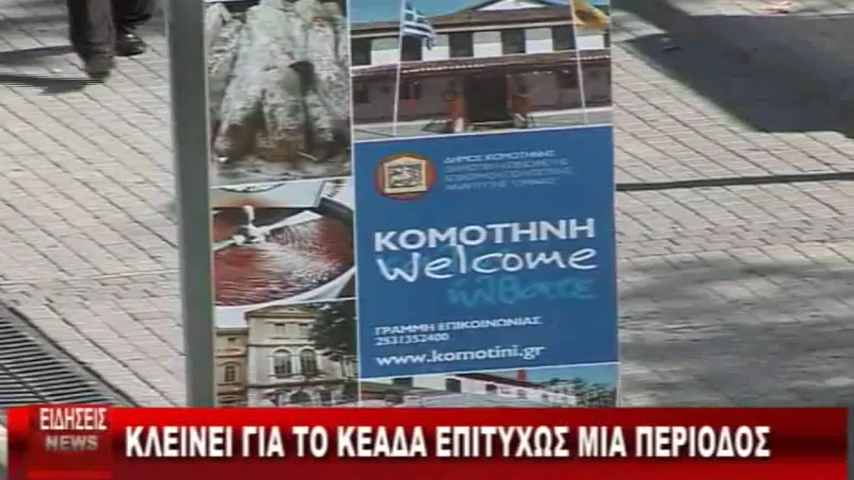 ΔΗΜΟΣ ΚΟΜΟΤΗΝΗΣ
ΚΟΜΟΤΗΝΗ
Welcome
ήλθατε
ΓΡΑΜΜΗ ΕΠΙΚΟΙΝΩΝΙΑΣ
2531352400
www.komotini.gr
ΕΙΔΗΣΕΙΣ
NEWS
ΚΛΕΙΝΕΙ ΓΙΑ ΤΟ ΚΕΑΔΑ ΕΠΙΤΥΧΩΣ ΜΙΑ ΠΕΡΙΟΔΟΣ